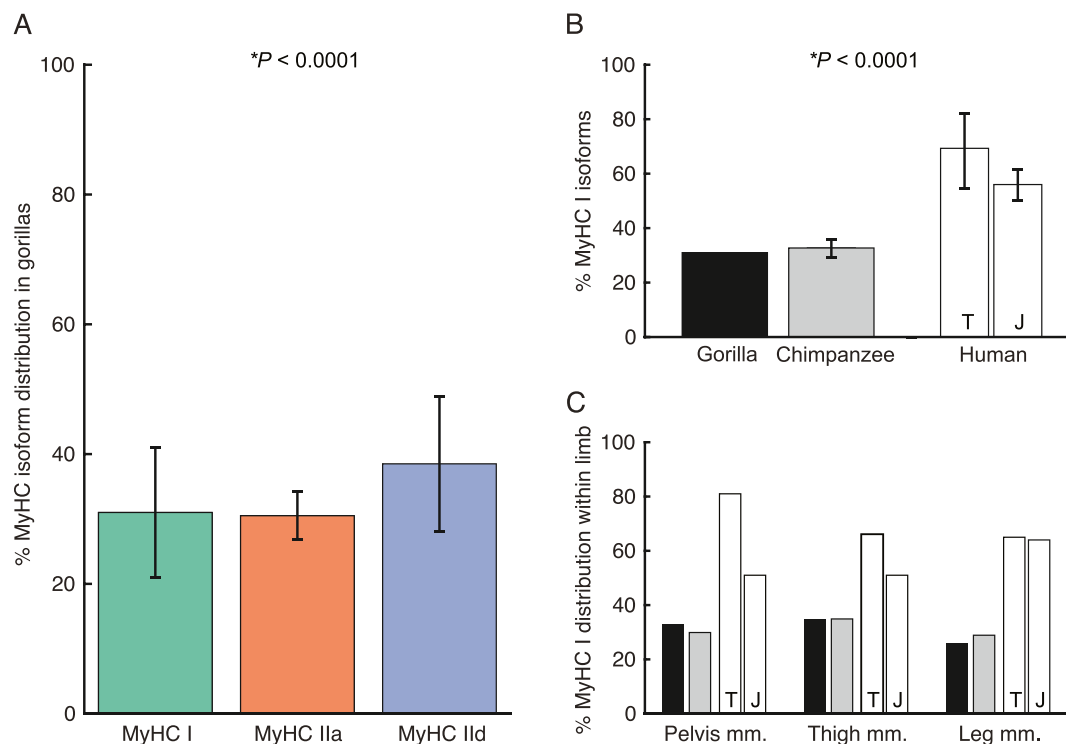 A
*P < 0.0001
% MyHC isoform distribution in gorillas
100
80
60
40
20
0
MyHC I
MyHC IIa
MyHC IId
B
*P < 0.0001
% MyHC I isoforms
100
80
60
40
20
0
T
J
Gorilla
Chimpanzee
Human
C
% MyHC I distribution within limb
100
80
60
40
20
0
T
J
T
J
T
J
Pelvis mm.
Thigh mm.
Leg mm.